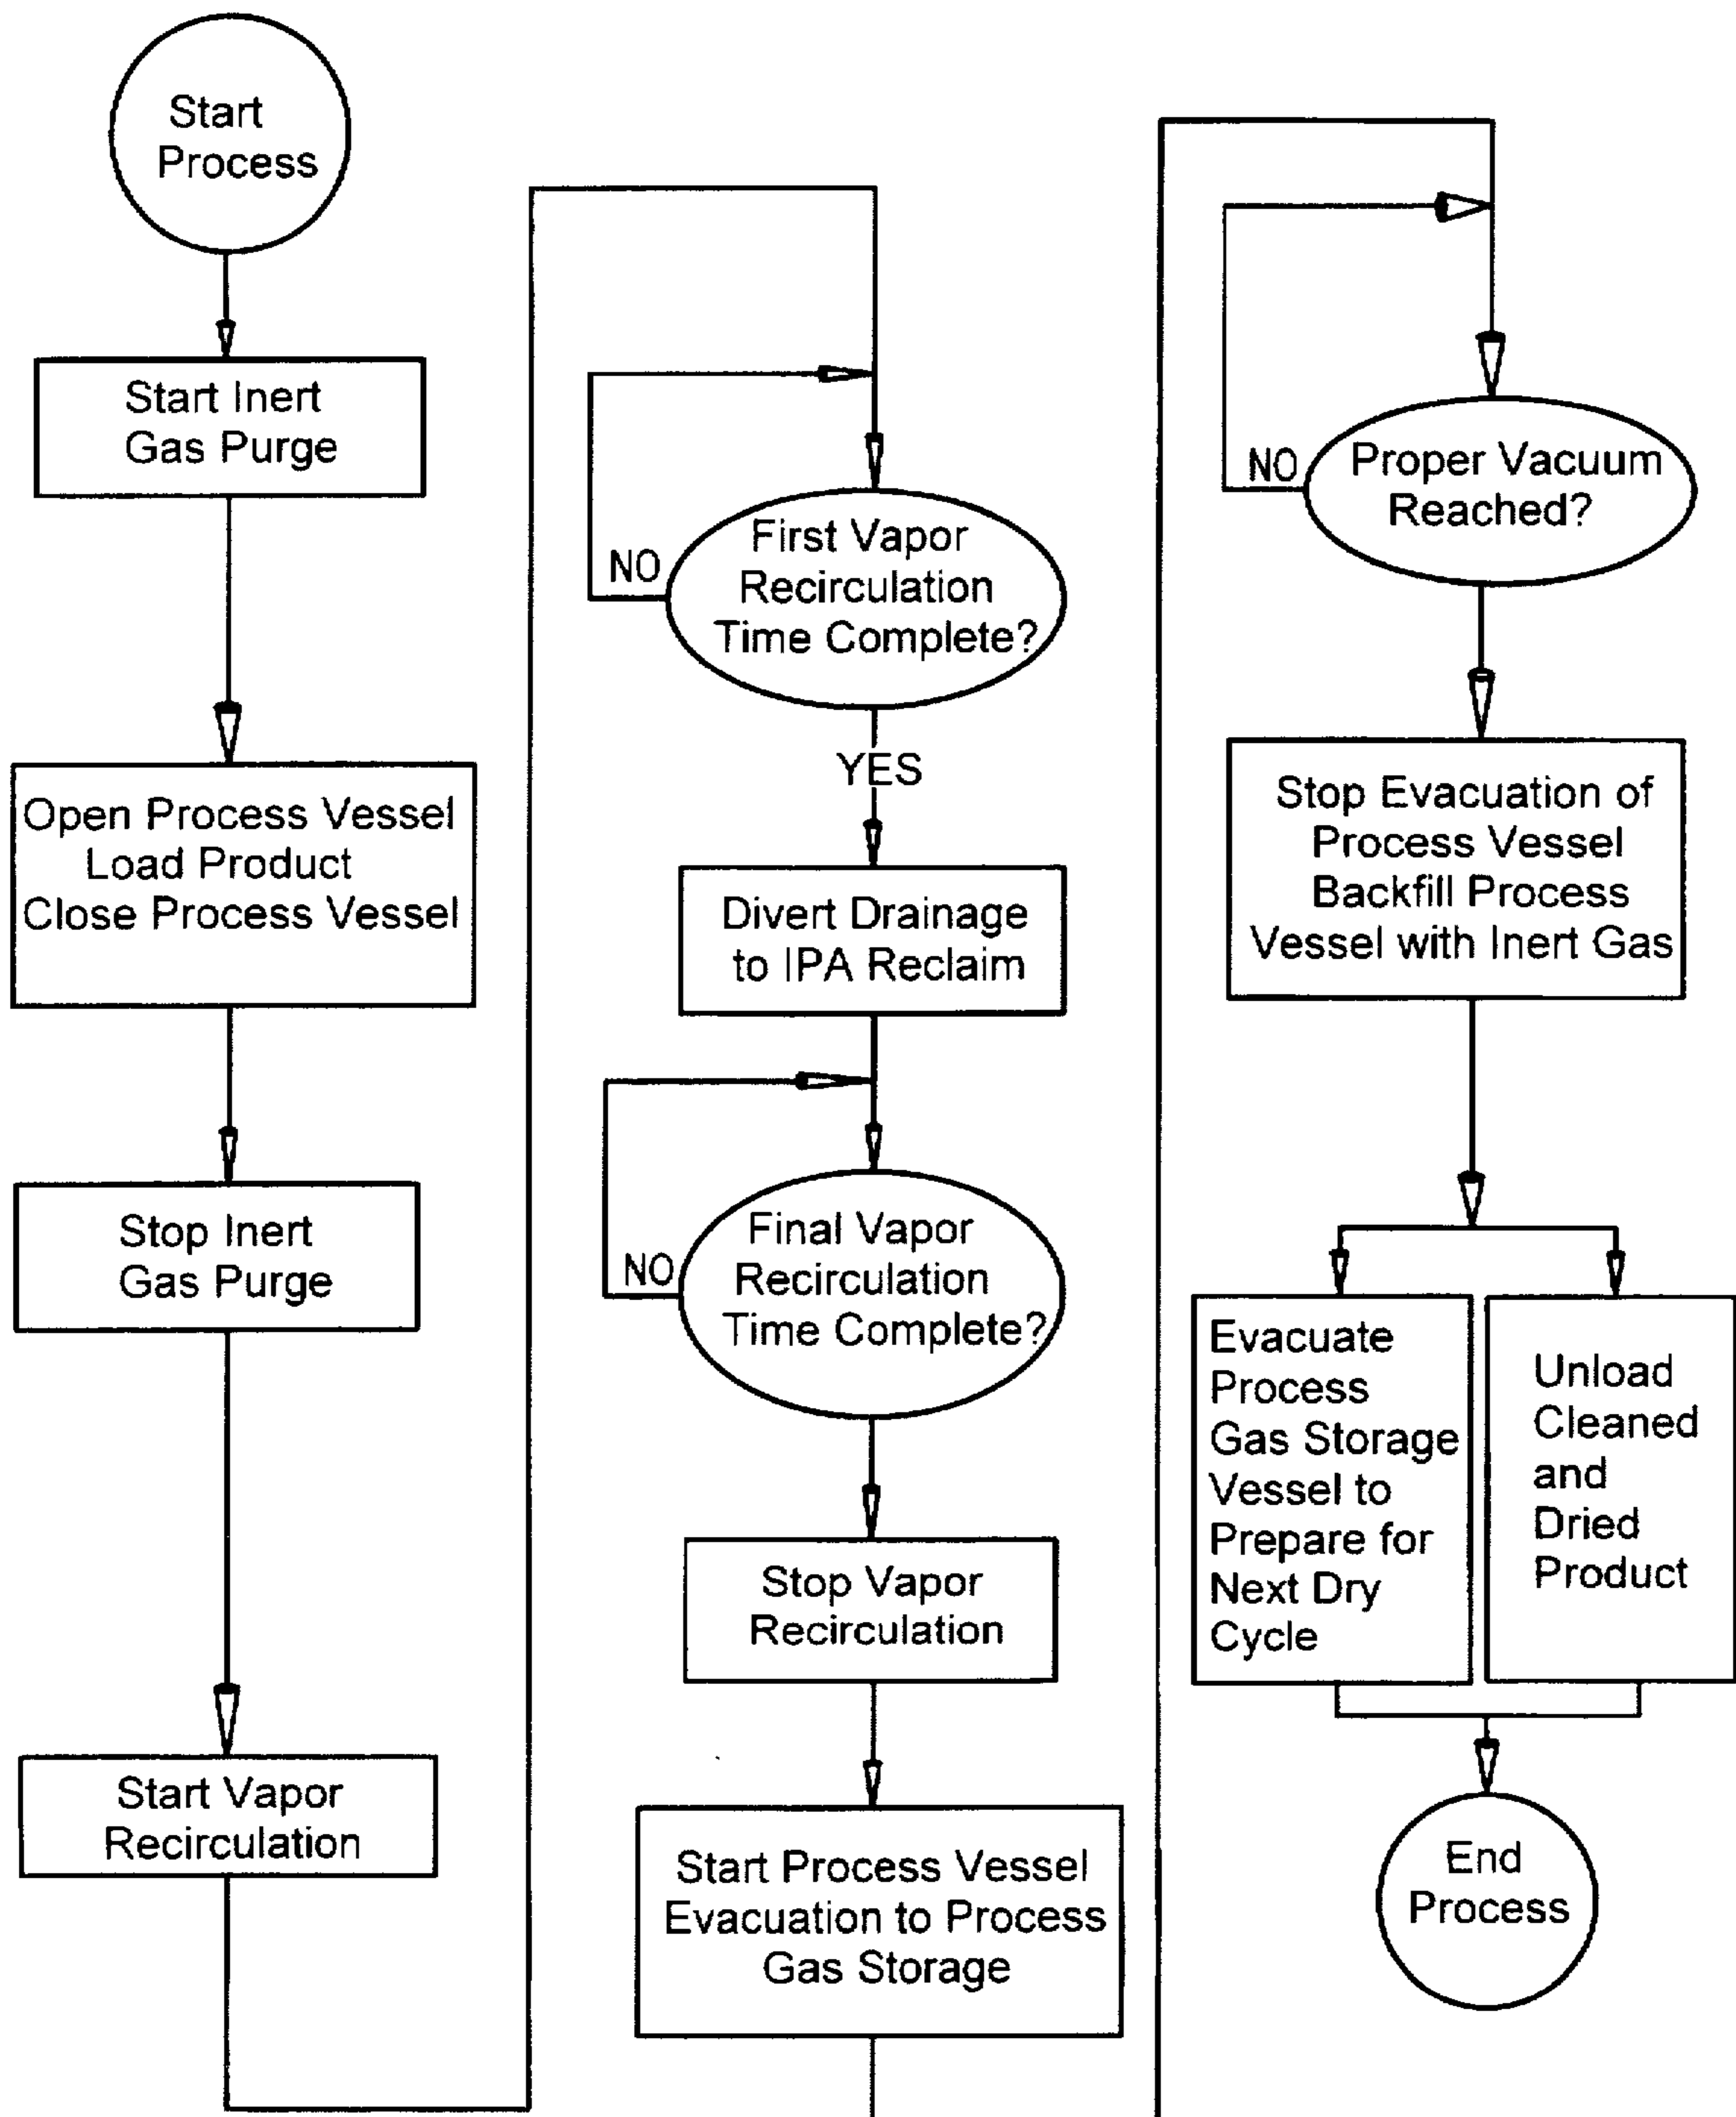 Start
Process
Start Inert
Gas Purge
Open Process Vessel
Load Product
Close Process Vessel
Stop Inert
Gas Purge
Start Vapor
Recirculation
First Vapor
Recirculation
Time Complete?
NO
YES
Divert Drainage
to IPA Reclaim
Final Vapor
Recirculation
Time Complete?
NO
Stop Vapor
Recirculation
Start Process Vessel
Evacuation to Process
Gas Storage
Proper Vacuum
Reached?
NO
Stop Evacuation of
Process Vessel
Backfill Process
Vessel with Inert Gas
Evacuate
Process
Gas Storage
Vessel to
Prepare for
Next Dry
Cycle
Unload
Cleaned
and
Dried
Product
End
Process